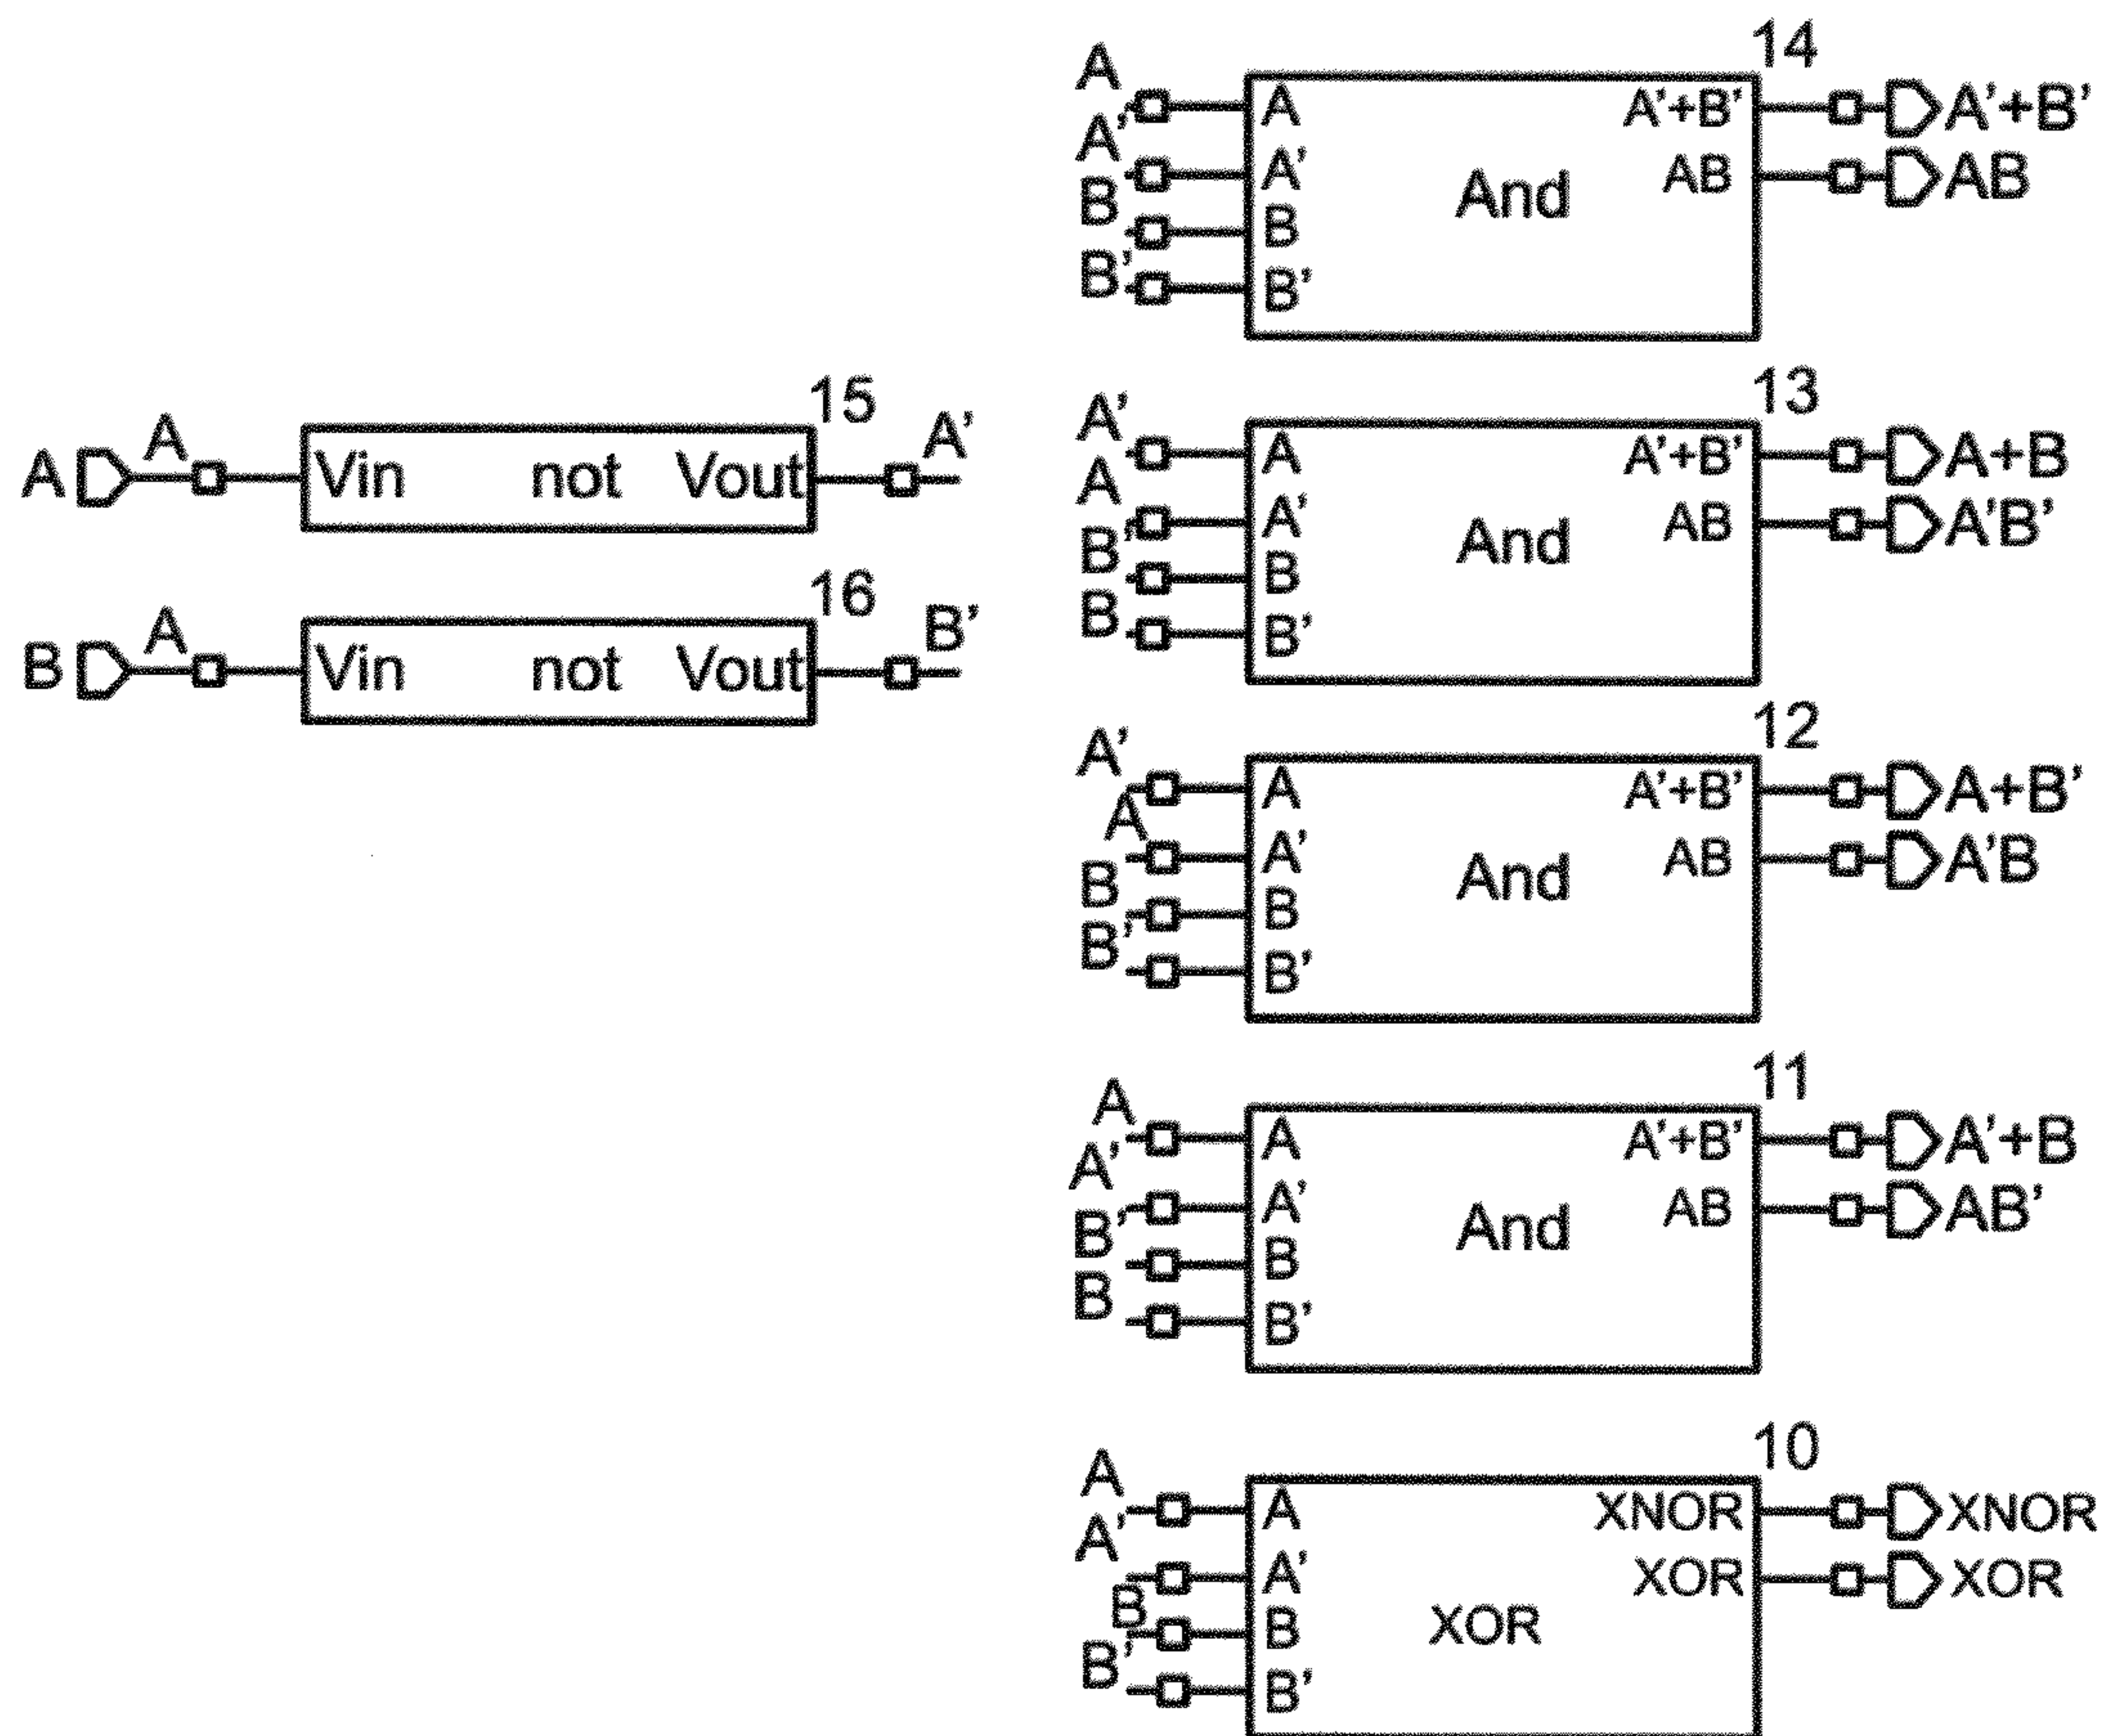 14
A
A A'+B' A'+B'
A'
A' And AB AB
B
B
B'
B'
15
A A Vin not Vout A'
16
B A Vin not Vout B'
13
A'
A A'+B' A+B
A
A' And AB A'B'
B'
B
B
B'
12
A'
A A'+B' A+B'
A
A' And AB A'B
B
B
B'
B'
11
A
A A'+B' A'+B
A'
A' And AB AB'
B'
B
B
B'
10
A
A XNOR XNOR
A'
A' XOR XOR
B
B XOR
B'
B'